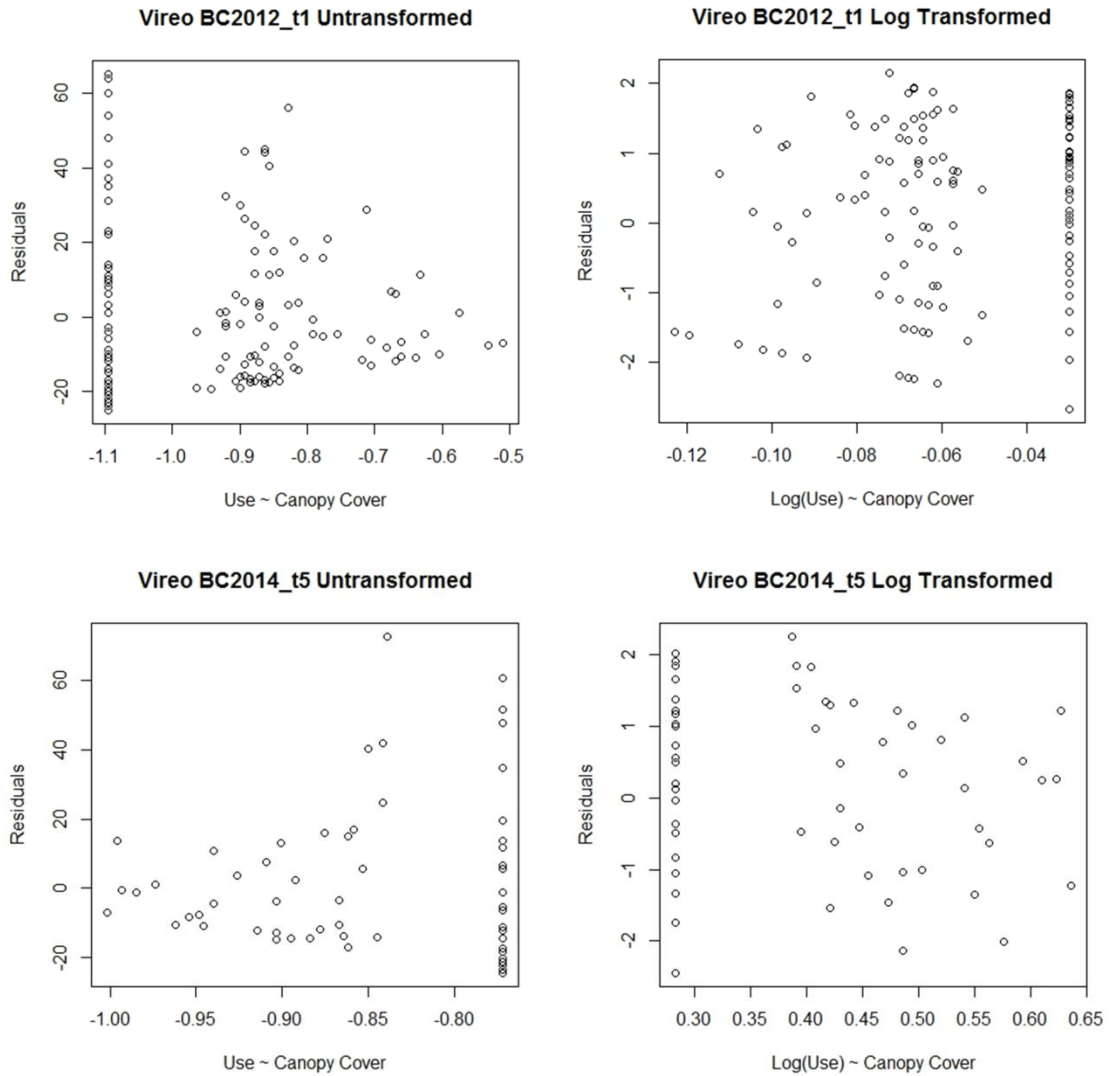 Vireo BC2012_t1 Untransformed
Residuals
60
40
20
0
-20
-1.1 -1.0 -0.9 -0.8 -0.7 -0.6 -0.5
Use ~ Canopy Cover
Vireo BC2012_t1 Log Transformed
Residuals
2
1
0
-1
-2
-0.12 -0.10 -0.08 -0.06 -0.04
Log(Use) ~ Canopy Cover
Vireo BC2014_t5 Untransformed
Residuals
60
40
20
0
-20
-1.00 -0.95 -0.90 -0.85 -0.80
Use ~ Canopy Cover
Vireo BC2014_t5 Log Transformed
Residuals
2
1
0
-1
-2
0.30 0.35 0.40 0.45 0.50 0.55 0.60 0.65
Log(Use) ~ Canopy Cover